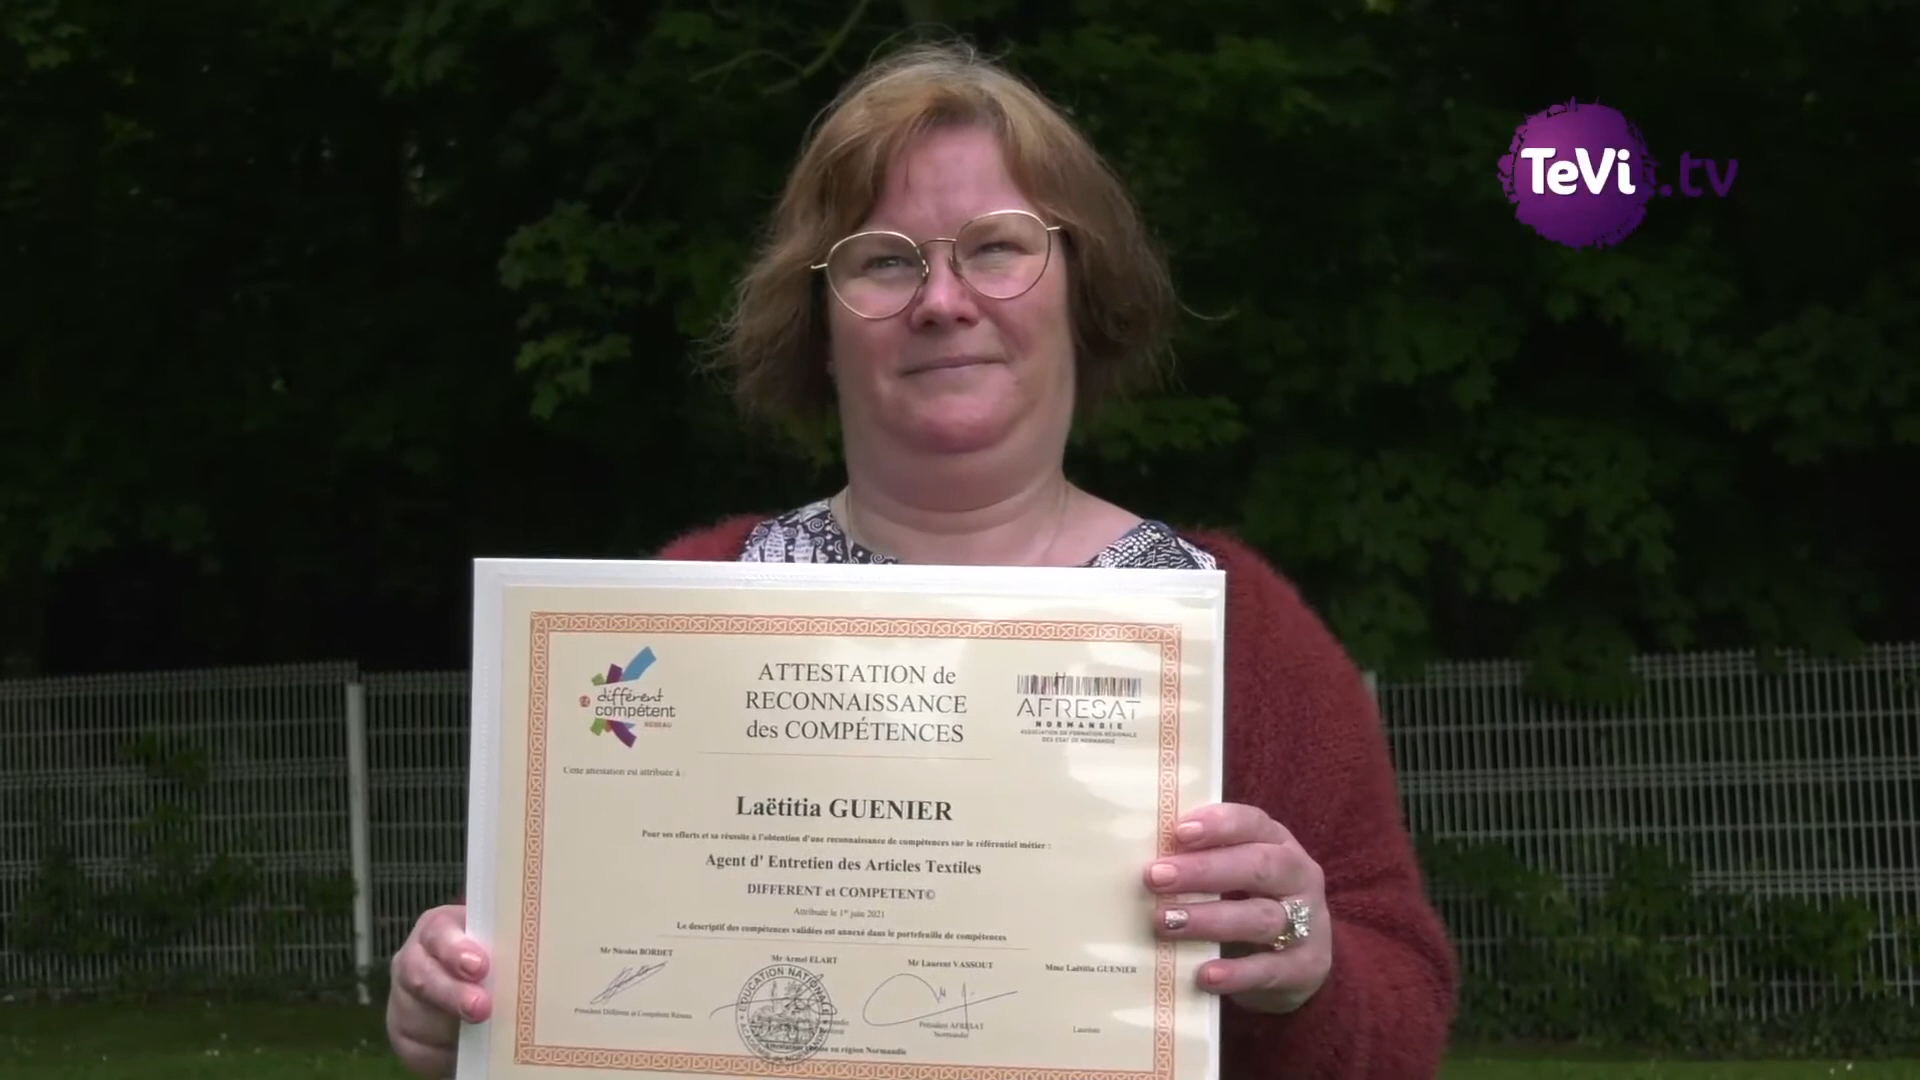 TeVi.tv
différent
compétent
RÉSEAU
ATTESTATION de
RECONNAISSANCE
des COMPÉTENCES
AFRESAT
NORMANDIE
ASSOCIATION DE FORMATION RÉGIONALE
DES ESAT DE NORMANDIE
Cette attestation est attribuée à :
Laëtitia GUENIER
Pour ses efforts et sa réussite à l'obtention d'une reconnaissance de compétences sur le référentiel métier :
Agent d' Entretien des Articles Textiles
DIFFERENT et COMPETENT©
Attribuée le 1er juin 2021
Le descriptif des compétences validées est annexé dans le portefeuille de compétences
Mr Nicolas BORDET
Mr Armel ELART
Mr Laurent VASSOUT
Mme Laëtitia GUENIER
EDUCATION NATIONALE
Président Différent et Compétent Réseau
Président AFRESAT
Normandie
Lauréate
en région Normandie